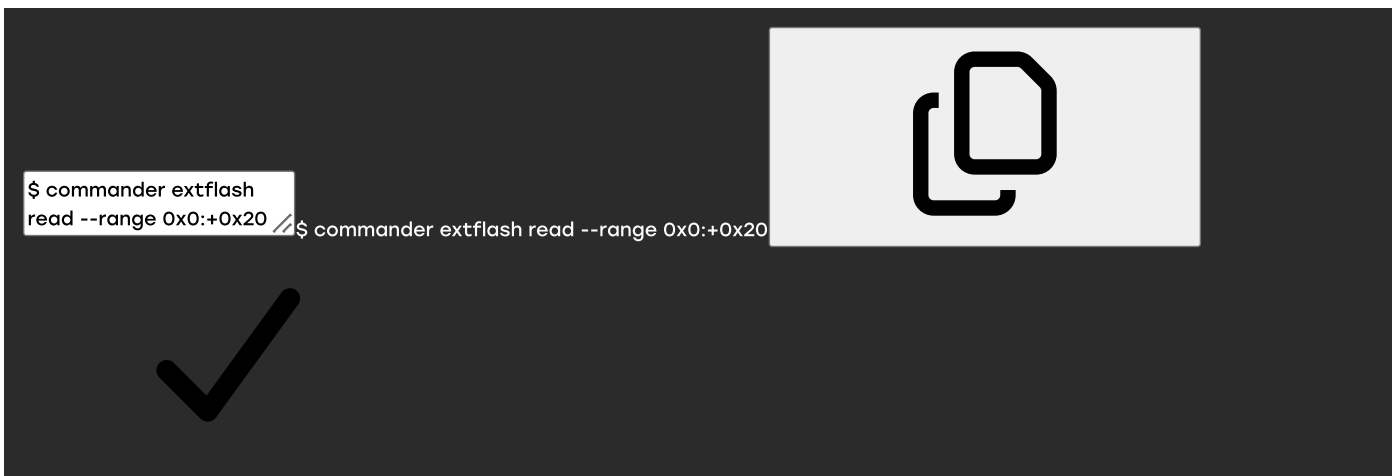 $ commander extflash
read --range 0x0:+0x20
$ commander extflash read --range 0x0:+0x20